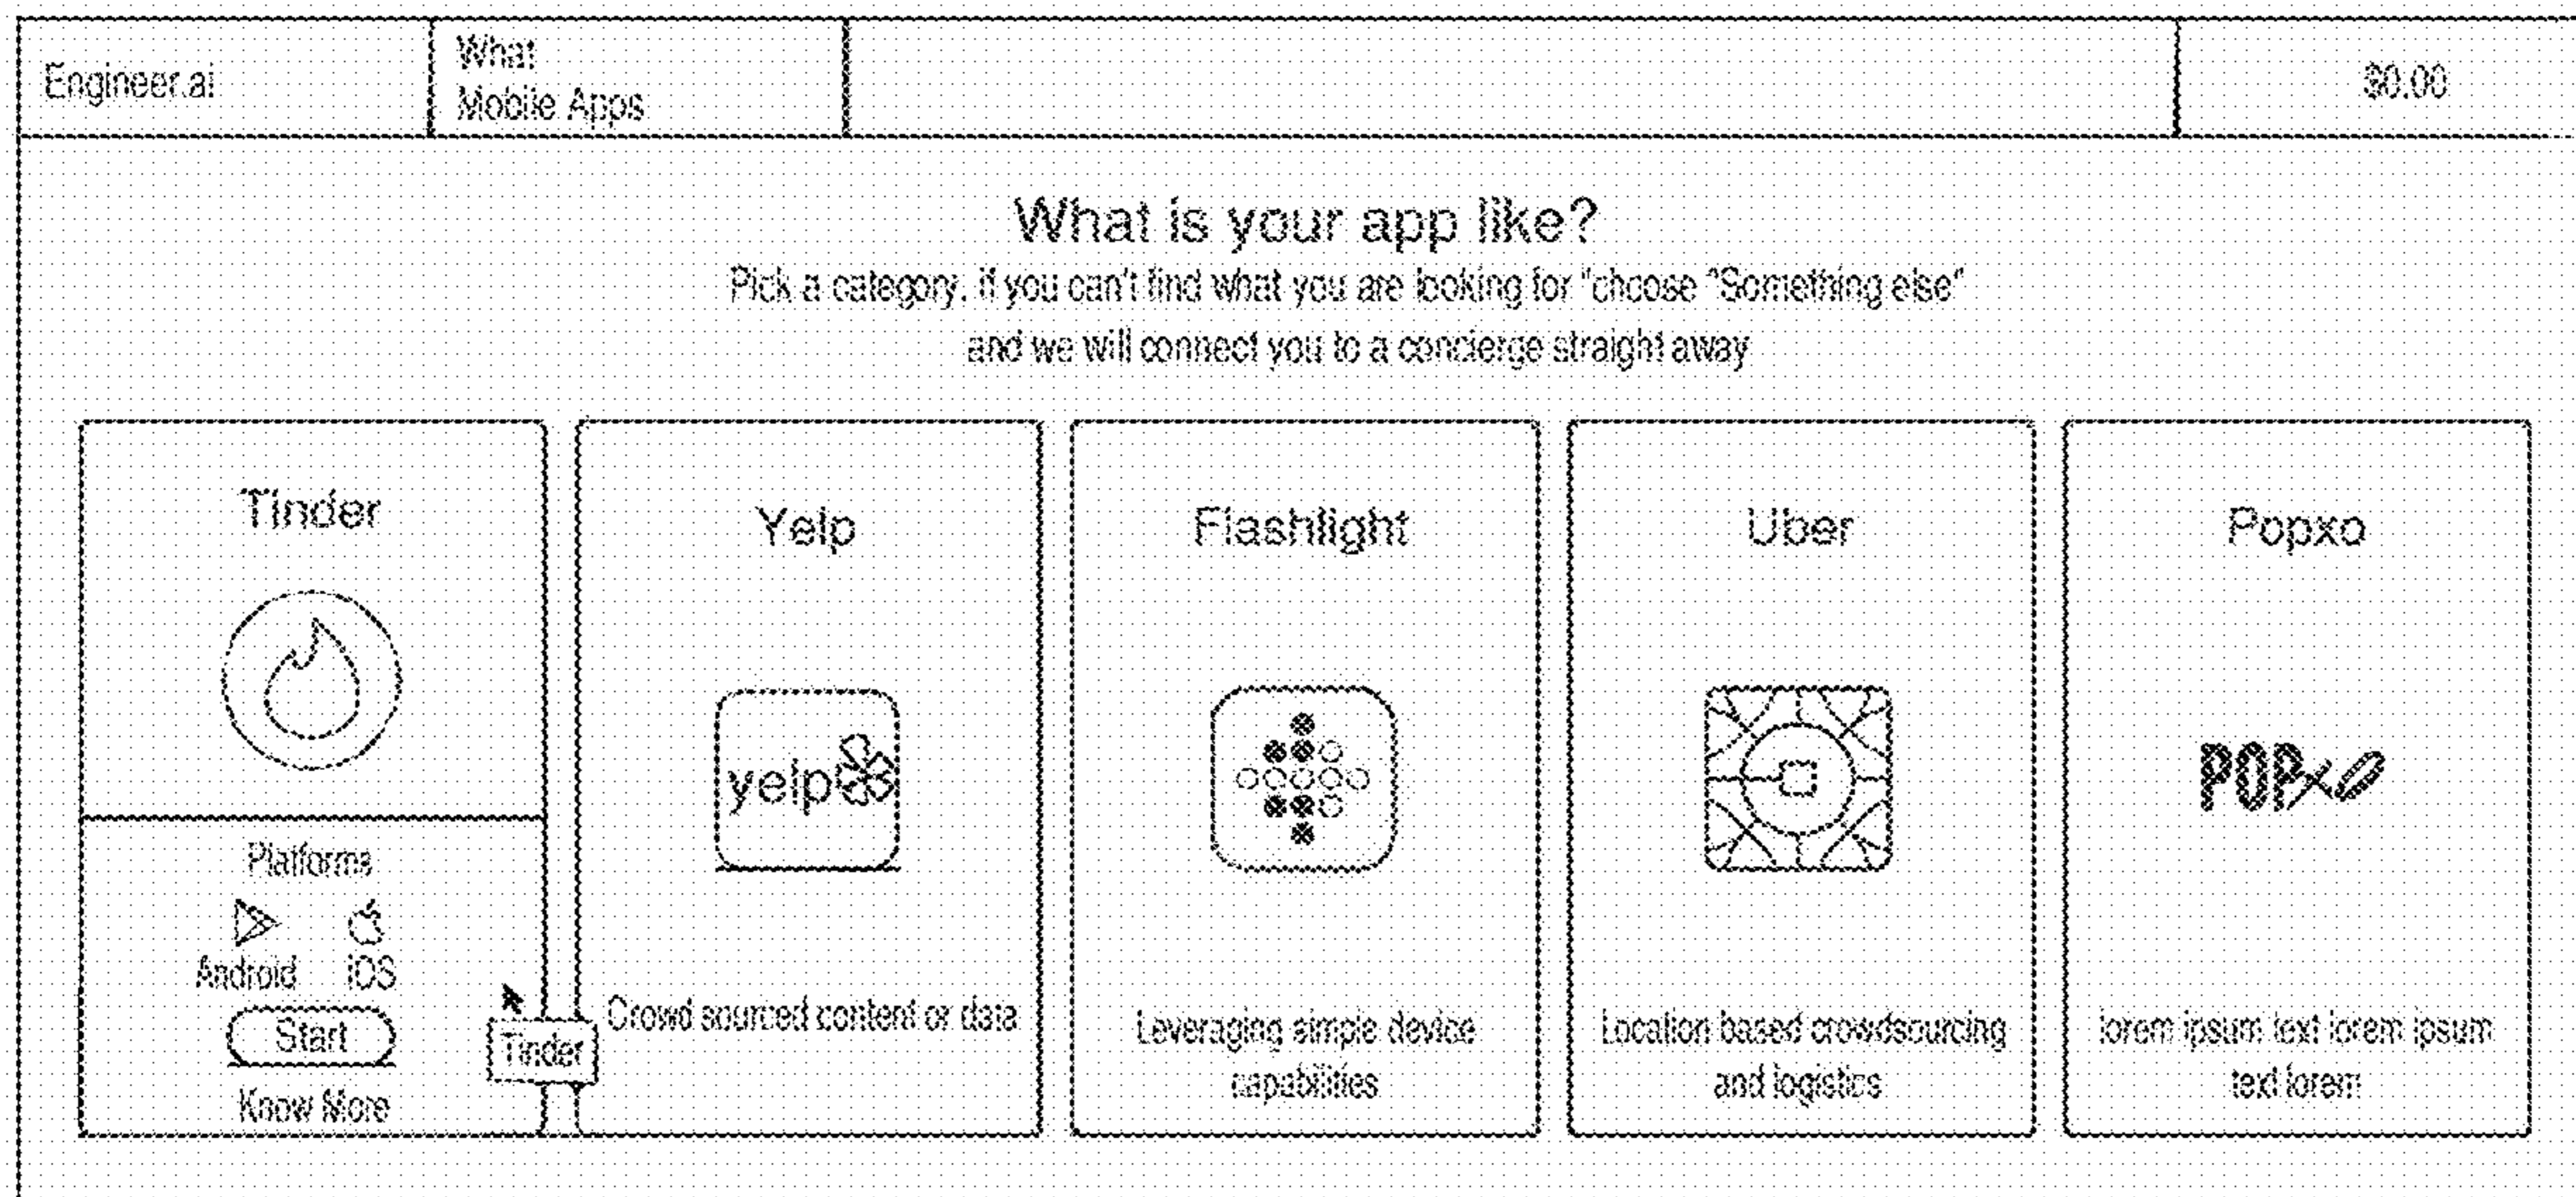 Engineer.ai
What
Mobile Apps
$0.00
What is your app like?
Pick a category, if you can't find what you are looking for "choose "Something else"
and we will connect you to a concierge straight away
Tinder
Platforms
Android iOS
Start
Know More
Tinder
Yelp
yelp
Crowd sourced content or data
Flashlight
Leveraging simple device
capabilities
Uber
Location based crowdsourcing
and logistics
Popxo
POPxo
lorem ipsum text lorem ipsum
text lorem